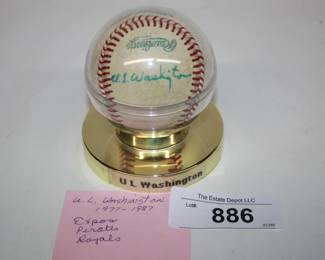 Rawlings
U.L. Washington
U L Washington
U.L. Washington
1977-1987
Expos
Pirates
Royals
The Estate Depot LLC
Lot#
886